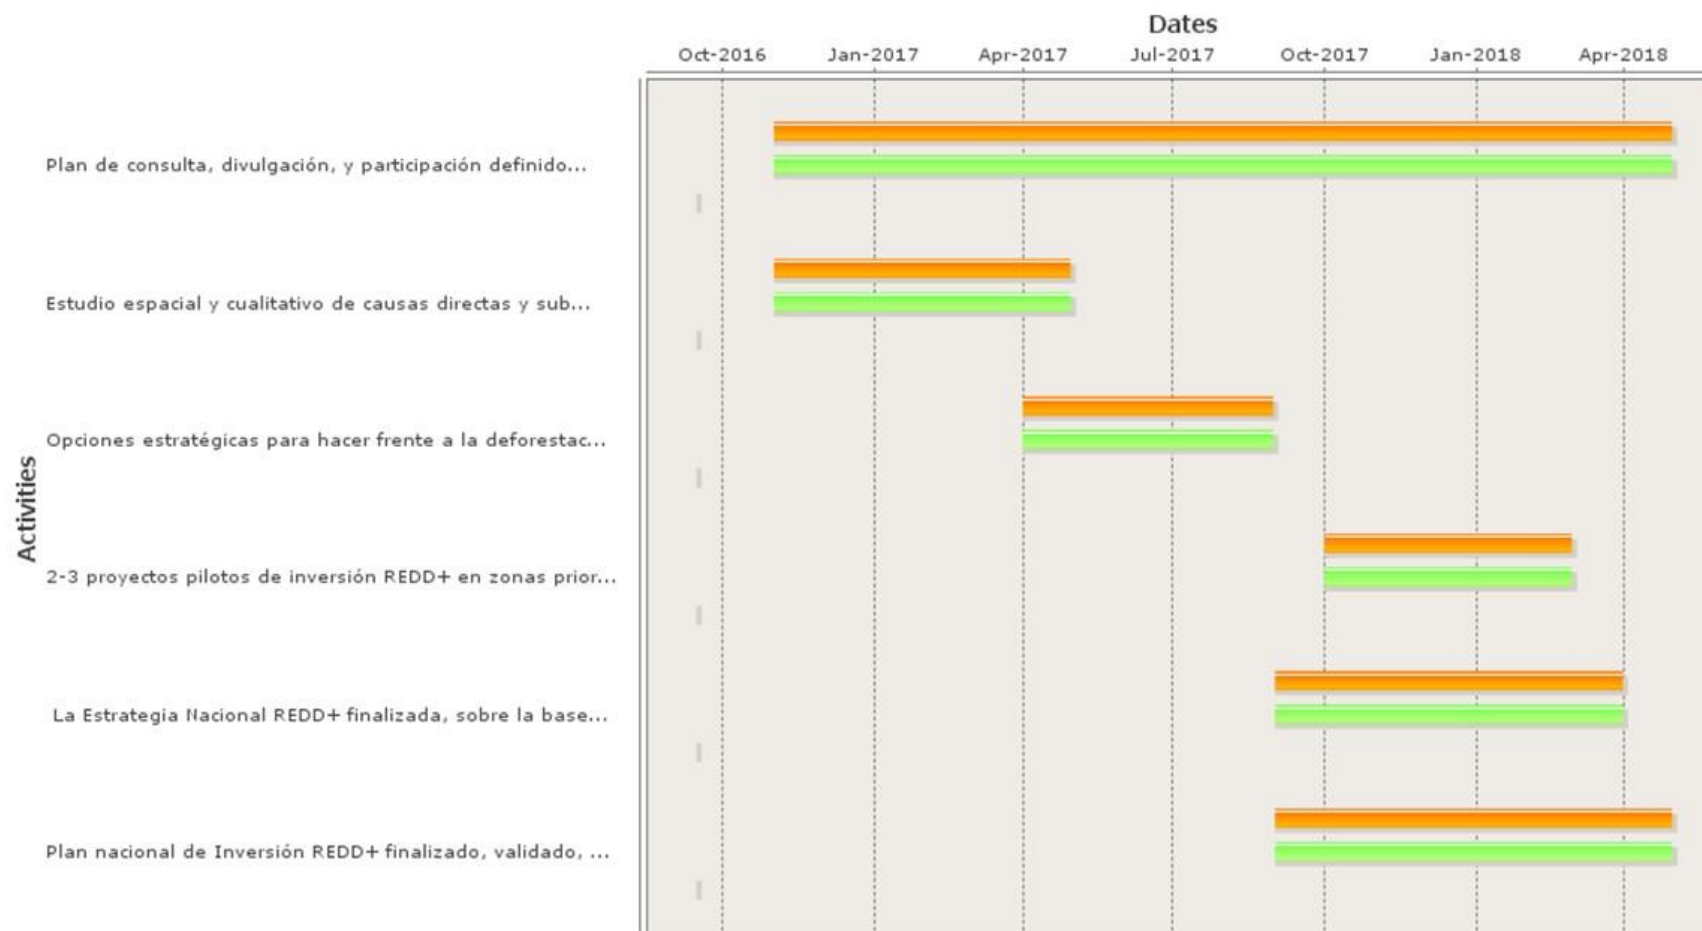 Dates
Oct-2016 Jan-2017 Apr-2017 Jul-2017 Oct-2017 Jan-2018 Apr-2018
Activities
Plan de consulta, divulgación, y participación definido...
Estudio espacial y cualitativo de causas directas y sub...
Opciones estratégicas para hacer frente a la deforestac...
2-3 proyectos pilotos de inversión REDD+ en zonas prior...
La Estrategia Nacional REDD+ finalizada, sobre la base...
Plan nacional de Inversión REDD+ finalizado, validado, ...